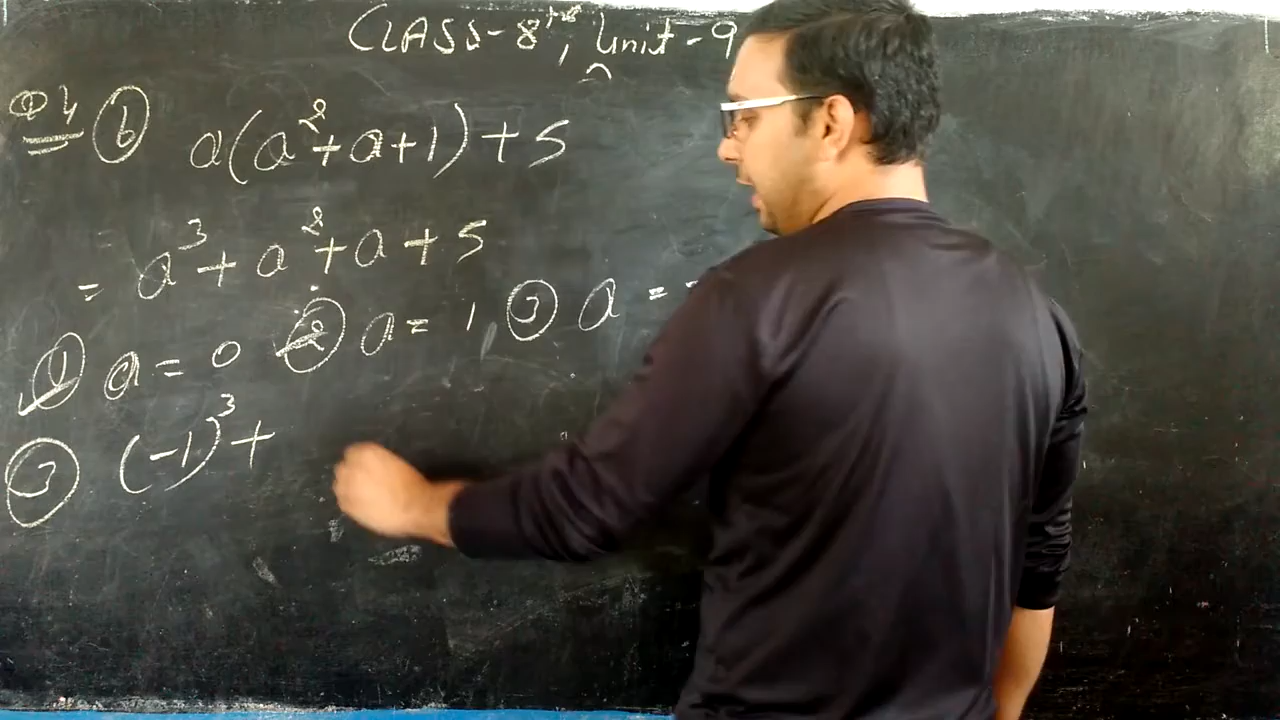 CLASS-8th, Unit-9
Q4 (b) a(a²+a+1)+5
= a³+a²+a+5
① a=0 ② a=1 ③ a=-
③ (-1)³+